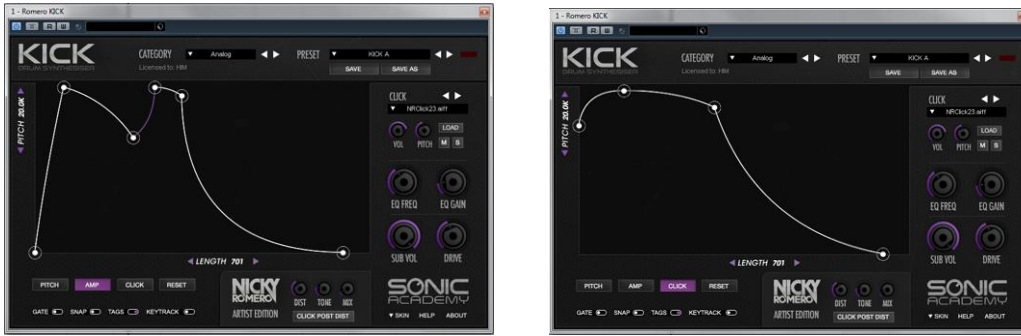 1 - Romero KICK
R W
KICK
DRUM SYNTHESISER
CATEGORY ▼ Analog
Licensed to: HIM
PRESET ▼ KICK A
SAVE SAVE AS
PITCH 20.0K
CLICK
▼ NRClick23.aiff
LOAD
VOL PITCH M S
EQ FREQ EQ GAIN
SUB VOL DRIVE
LENGTH 701
PITCH AMP CLICK RESET
GATE SNAP TAGS KEYTRACK
NICKY
ROMERO
ARTIST EDITION
DIST TONE MIX
CLICK POST DIST
SONIC
ACADEMY
▼ SKIN HELP ABOUT
1 - Romero KICK
R W
KICK
DRUM SYNTHESISER
CATEGORY ▼ Analog
Licensed to: HIM
PRESET ▼ KICK A
SAVE SAVE AS
PITCH 20.0K
CLICK
▼ NRClick23.aiff
LOAD
VOL PITCH M S
EQ FREQ EQ GAIN
SUB VOL DRIVE
LENGTH 701
PITCH AMP CLICK RESET
GATE SNAP TAGS KEYTRACK
NICKY
ROMERO
ARTIST EDITION
DIST TONE MIX
CLICK POST DIST
SONIC
ACADEMY
▼ SKIN HELP ABOUT